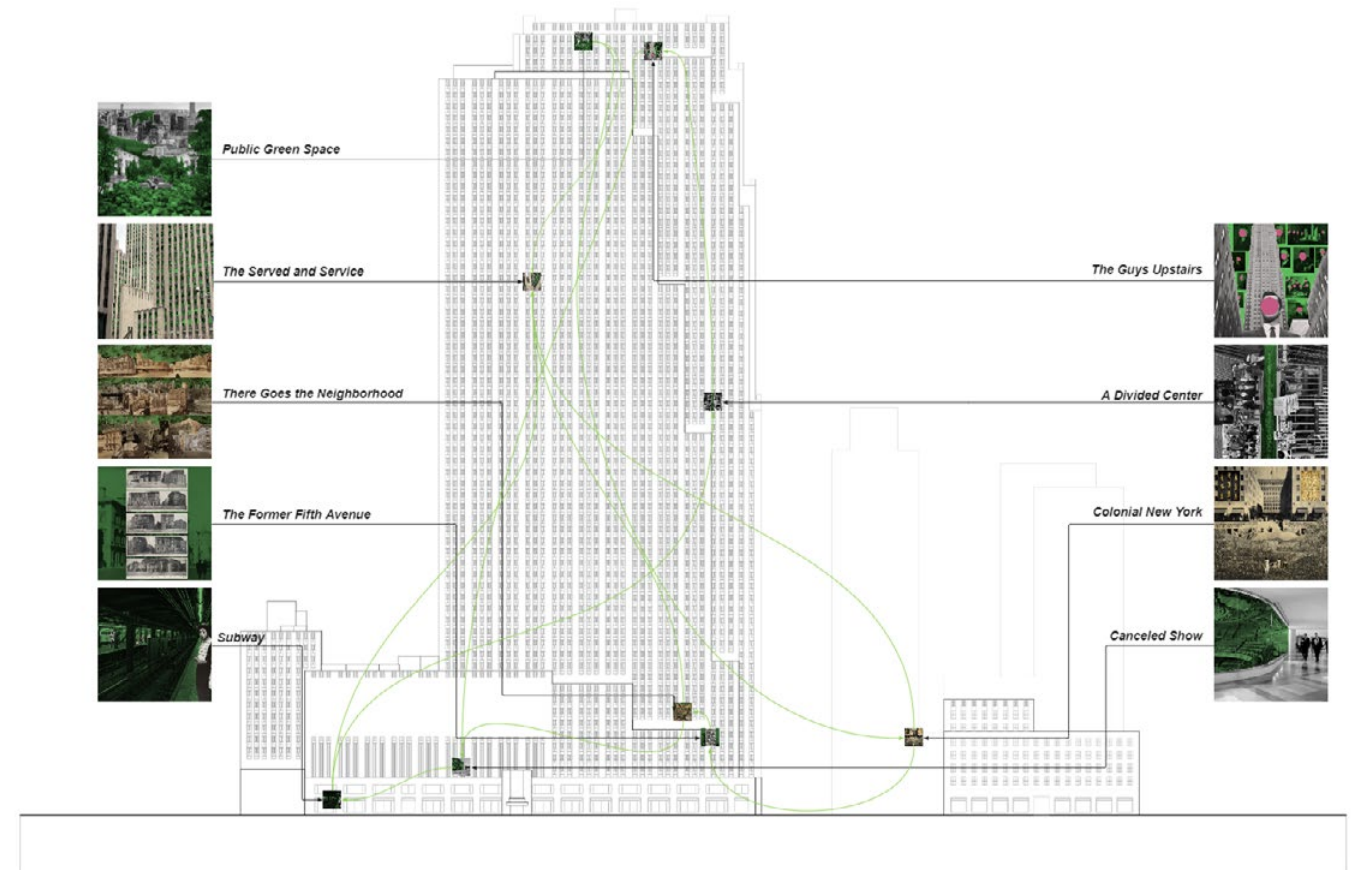 Public Green Space
The Served and Service
There Goes the Neighborhood
The Former Fifth Avenue
Subway
The Guys Upstairs
A Divided Center
Colonial New York
Canceled Show